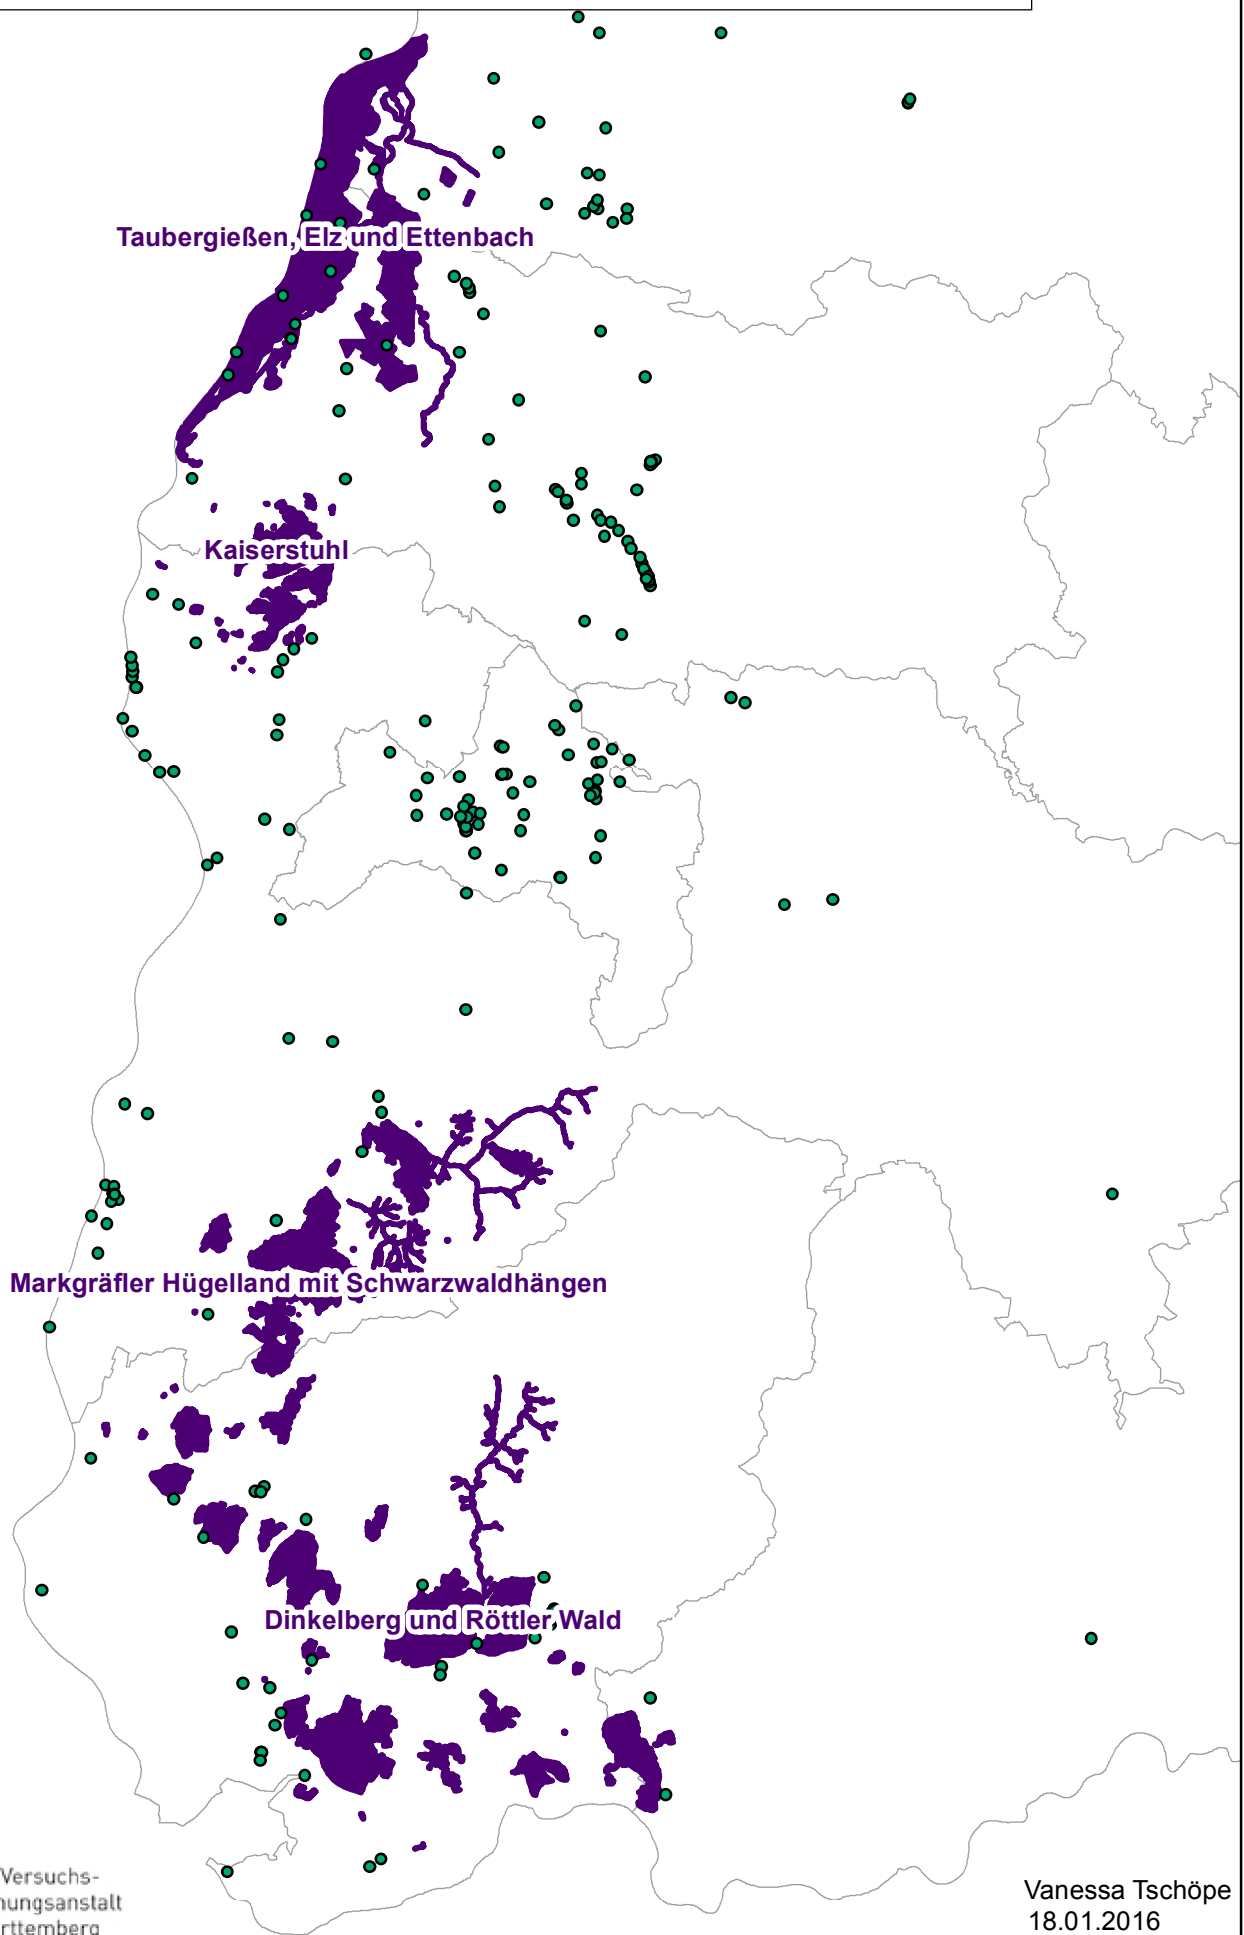 Taubergießen, Elz und Ettenbach
Kaiserstuhl
Markgräfler Hügelland mit Schwarzwaldhängen
Dinkelberg und Röttler Wald
Versuchs-
nungsanstalt
rttemberg
Vanessa Tschöpe
18.01.2016